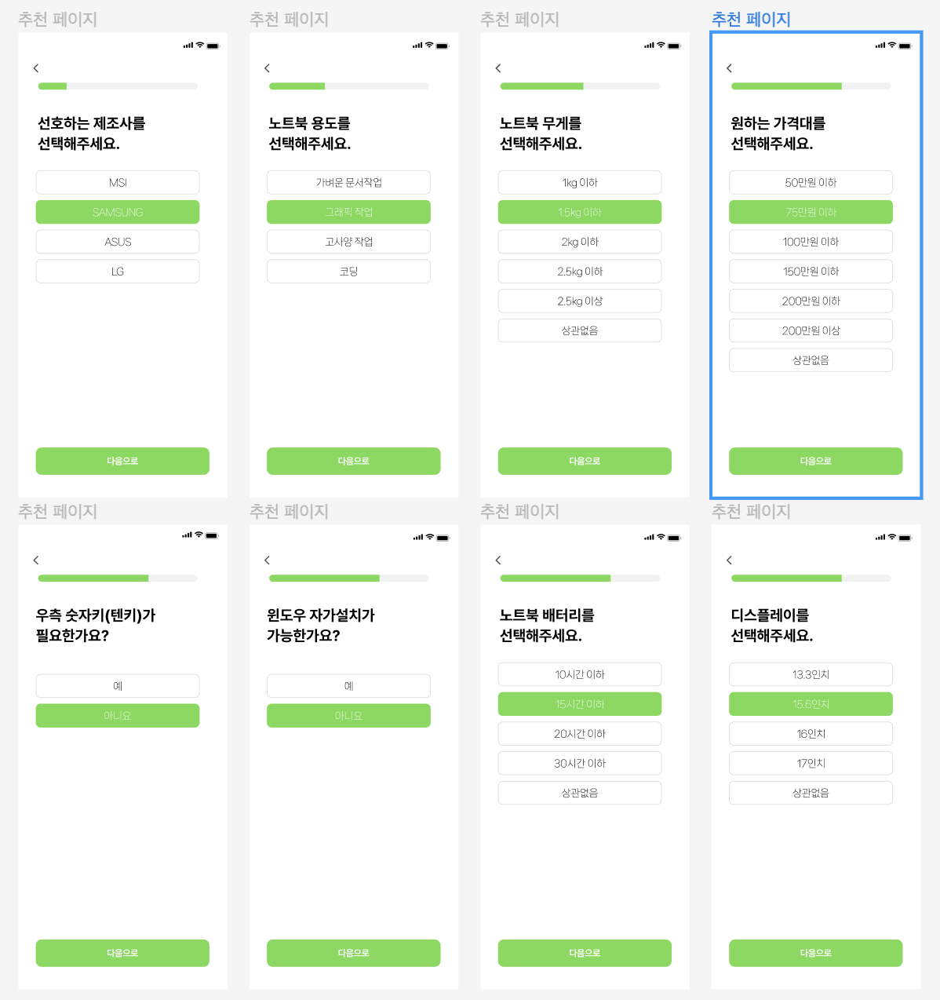 추천 페이지
선호하는 제조사를
선택해주세요.
MSI
SAMSUNG
ASUS
LG
다음으로
추천 페이지
노트북 용도를
선택해주세요.
가벼운 문서작업
그래픽 작업
고사양 작업
코딩
다음으로
추천 페이지
노트북 무게를
선택해주세요.
1kg 이하
1.5kg 이하
2kg 이하
2.5kg 이하
2.5kg 이상
상관없음
다음으로
추천 페이지
원하는 가격대를
선택해주세요.
50만원 이하
75만원 이하
100만원 이하
150만원 이하
200만원 이하
200만원 이상
상관없음
다음으로
추천 페이지
우측 숫자키(텐키)가
필요한가요?
예
아니요
다음으로
추천 페이지
윈도우 자가설치가
가능한가요?
예
아니요
다음으로
추천 페이지
노트북 배터리를
선택해주세요.
10시간 이하
15시간 이하
20시간 이하
30시간 이하
상관없음
다음으로
추천 페이지
디스플레이를
선택해주세요.
13.3인치
15.6인치
16인치
17인치
상관없음
다음으로